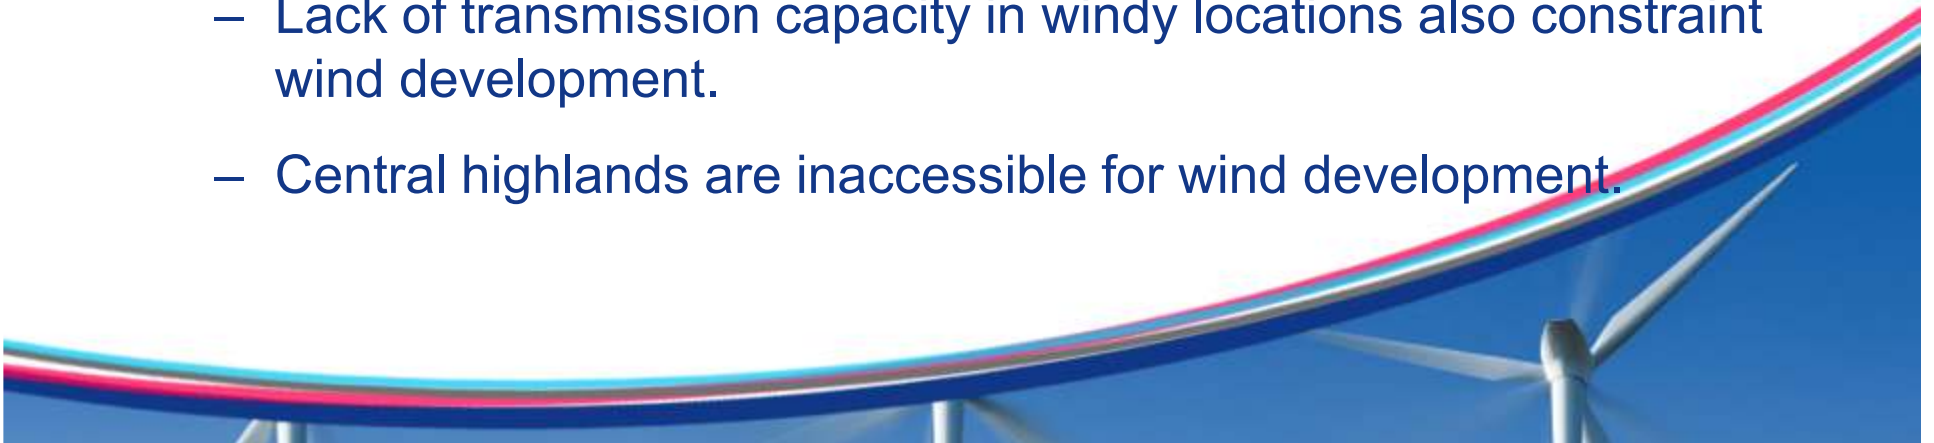 – Lack of transmission capacity in windy locations also constraint
wind development.
– Central highlands are inaccessible for wind development.